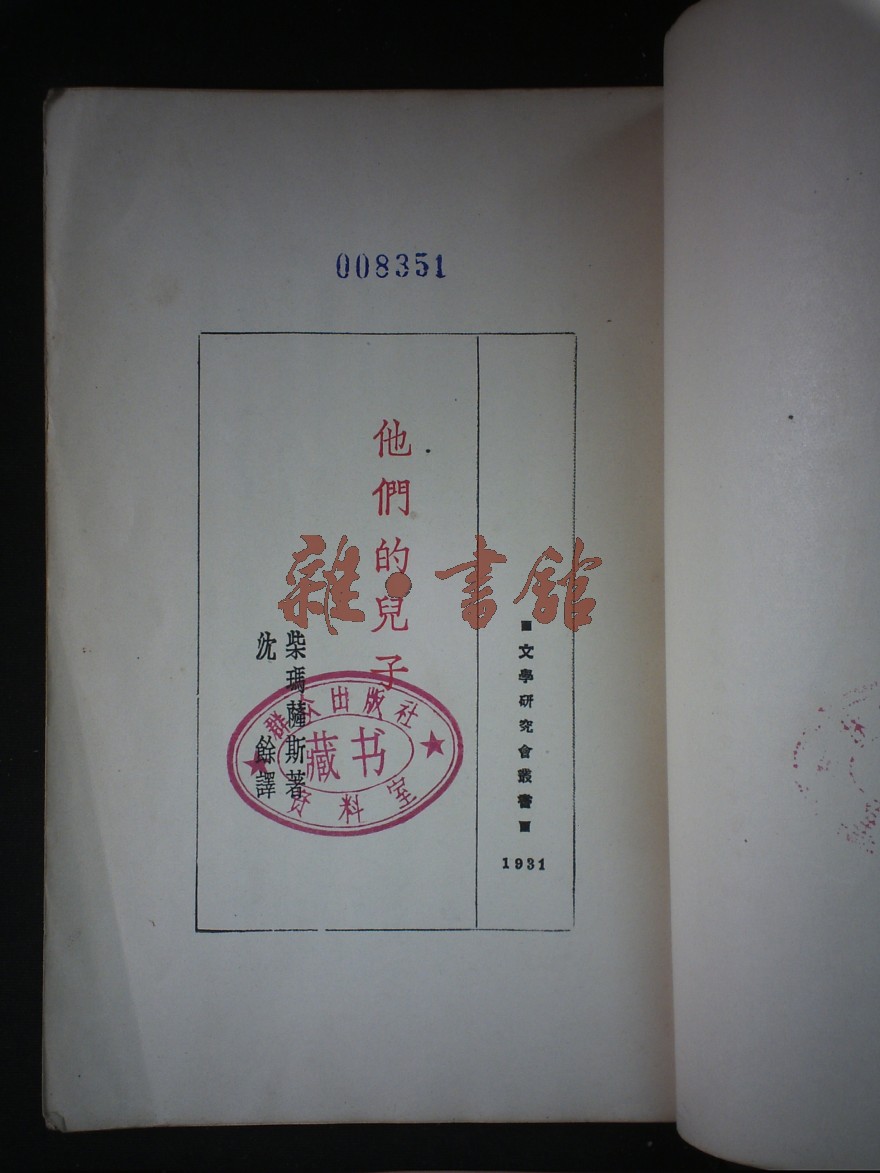 008351
■文學研究會叢書■
1931
他們的兒子
柴瑪薩斯著
沈餘譯
群众出版社
藏书
资料室
雜·書館